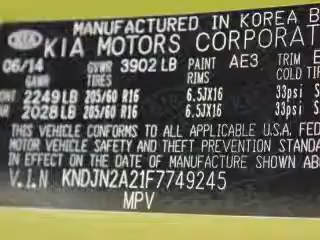 MANUFACTURED IN KOREA B
KIA KIA MOTORS CORPORAT
06/14 GVWR 3902 LB PAINT AE3 TRIM
GAWR TIRES RIMS COLD TIR
NT 2249 LB 205/60 R16 6.5JX16 33psi S
AR 2028 LB 205/60 R16 6.5JX16 33psi S
THIS VEHICLE CONFORMS TO ALL APPLICABLE U.S.A. FED
MOTOR VEHICLE SAFETY AND THEFT PREVENTION STANDA
IN EFFECT ON THE DATE OF MANUFACTURE SHOWN AB
V.I.N KNDJN2A21F7749245
MPV